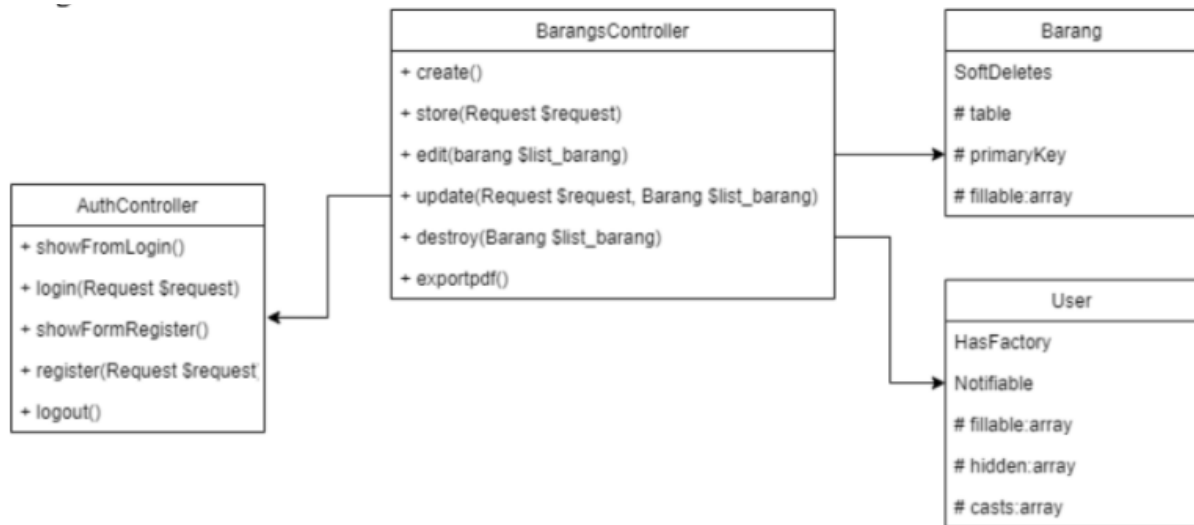 BarangsController
+ create()
+ store(Request $request)
+ edit(barang $list_barang)
+ update(Request $request, Barang $list_barang)
+ destroy(Barang $list_barang)
+ exportpdf()
Barang
SoftDeletes
# table
# primaryKey
# fillable:array
AuthController
+ showFromLogin()
+ login(Request $request)
+ showFormRegister()
+ register(Request $request
+ logout()
User
HasFactory
Notifiable
# fillable:array
# hidden:array
# casts:array